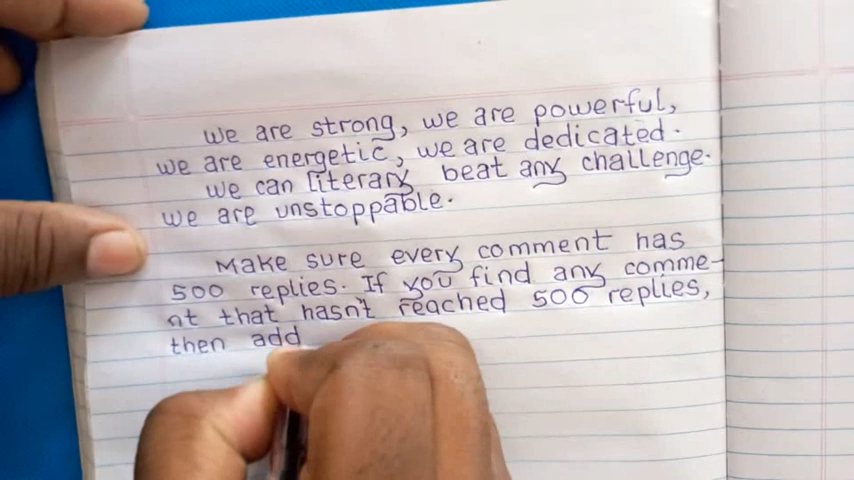 we are strong, we are powerful,
we are energetic, we are dedicated.
we can literary beat any challenge.
we are unstoppable.
Make sure every comment has
500 replies. If you find any comme-
nt that hasn't reached 500 replies,
then add